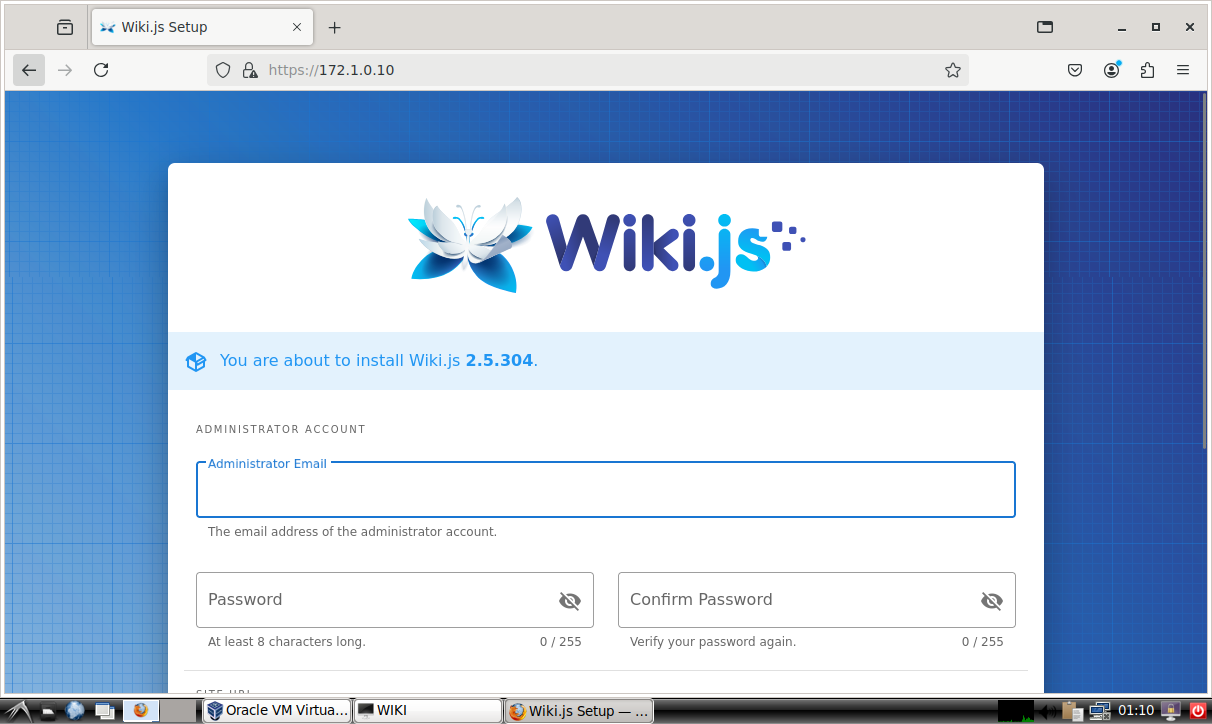 Wiki.js Setup
https://172.1.0.10
Wiki.js
You are about to install Wiki.js 2.5.304.
ADMINISTRATOR ACCOUNT
Administrator Email
The email address of the administrator account.
Password
Confirm Password
At least 8 characters long.
0 / 255
Verify your password again.
0 / 255
SITE URL
Oracle VM Virtua...
WIKI
Wiki.js Setup — ...
01:10